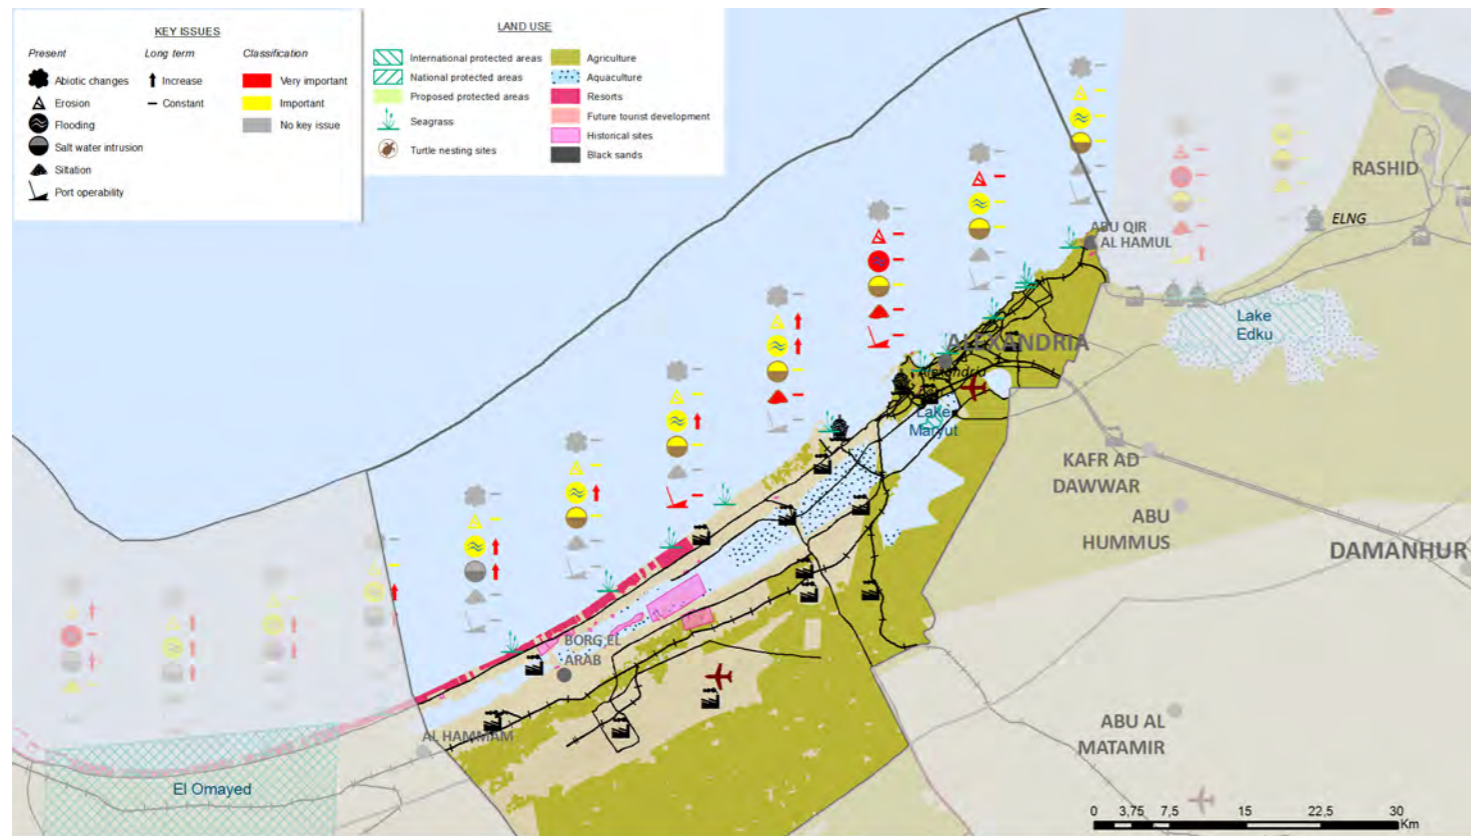 KEY ISSUES
Present
Long term
Classification
Abiotic changes
Increase
Very important
Erosion
Constant
Important
Flooding
No key issue
Salt water intrusion
Siltation
Port operability
LAND USE
International protected areas
Agriculture
National protected areas
Aquaculture
Proposed protected areas
Resorts
Seagrass
Future tourist development
Historical sites
Turtle nesting sites
Black sands
RASHID
ELNG
ABU QIR
AL HAMUL
Lake
Edku
ALEXANDRIA
Alexandria
Lake
Maryut
KAFR AD
DAWWAR
ABU
HUMMUS
DAMANHUR
BORG EL
ARAB
AL HAMMAM
ABU AL
MATAMIR
El Omayed
0 3,75 7,5 15 22,5 30
Km